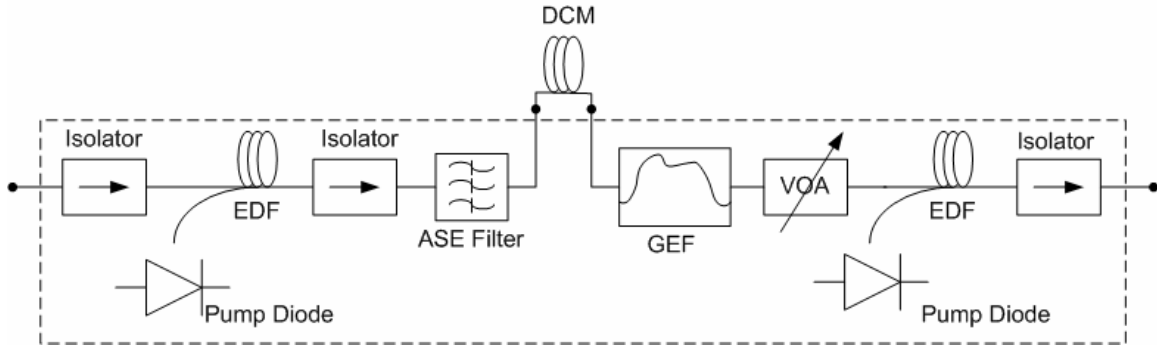 DCM
Isolator
EDF
Pump Diode
Isolator
ASE Filter
GEF
VOA
EDF
Pump Diode
Isolator